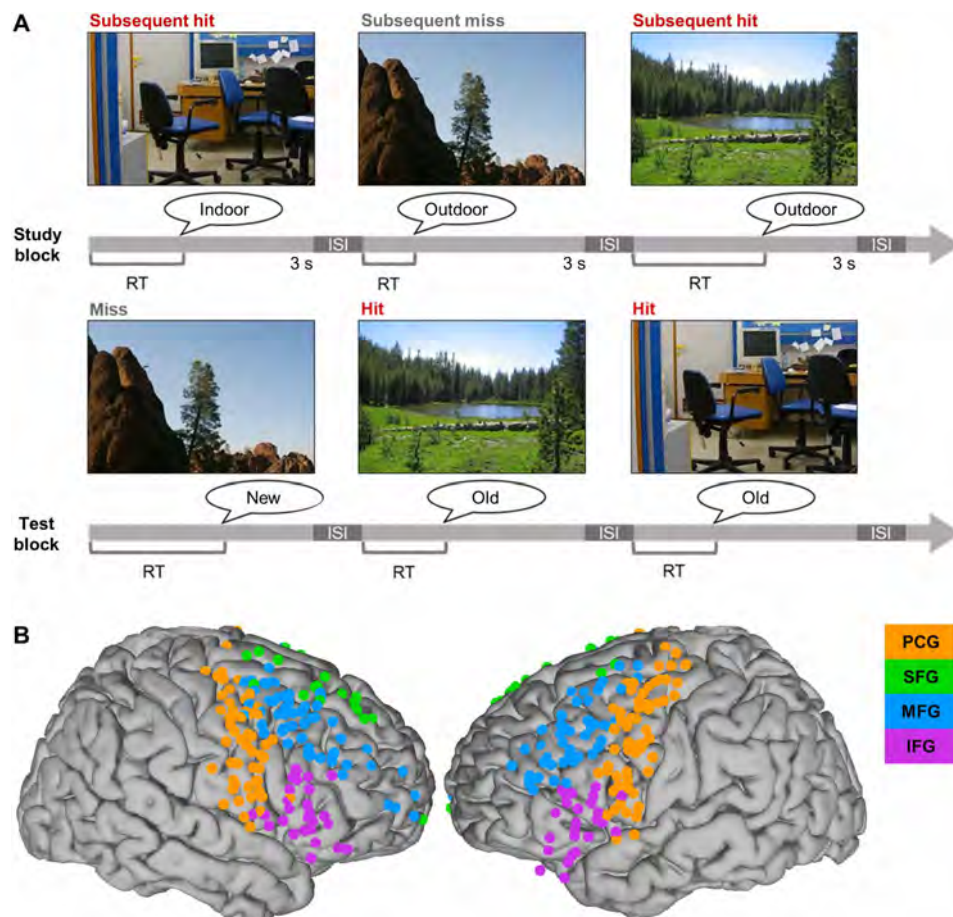 A
Subsequent hit
Subsequent miss
Subsequent hit
Indoor
Outdoor
Outdoor
Study
block
ISI
ISI
ISI
3 s
3 s
3 s
RT
RT
RT
Miss
Hit
Hit
New
Old
Old
Test
block
ISI
ISI
ISI
RT
RT
RT
B
PCG
SFG
MFG
IFG